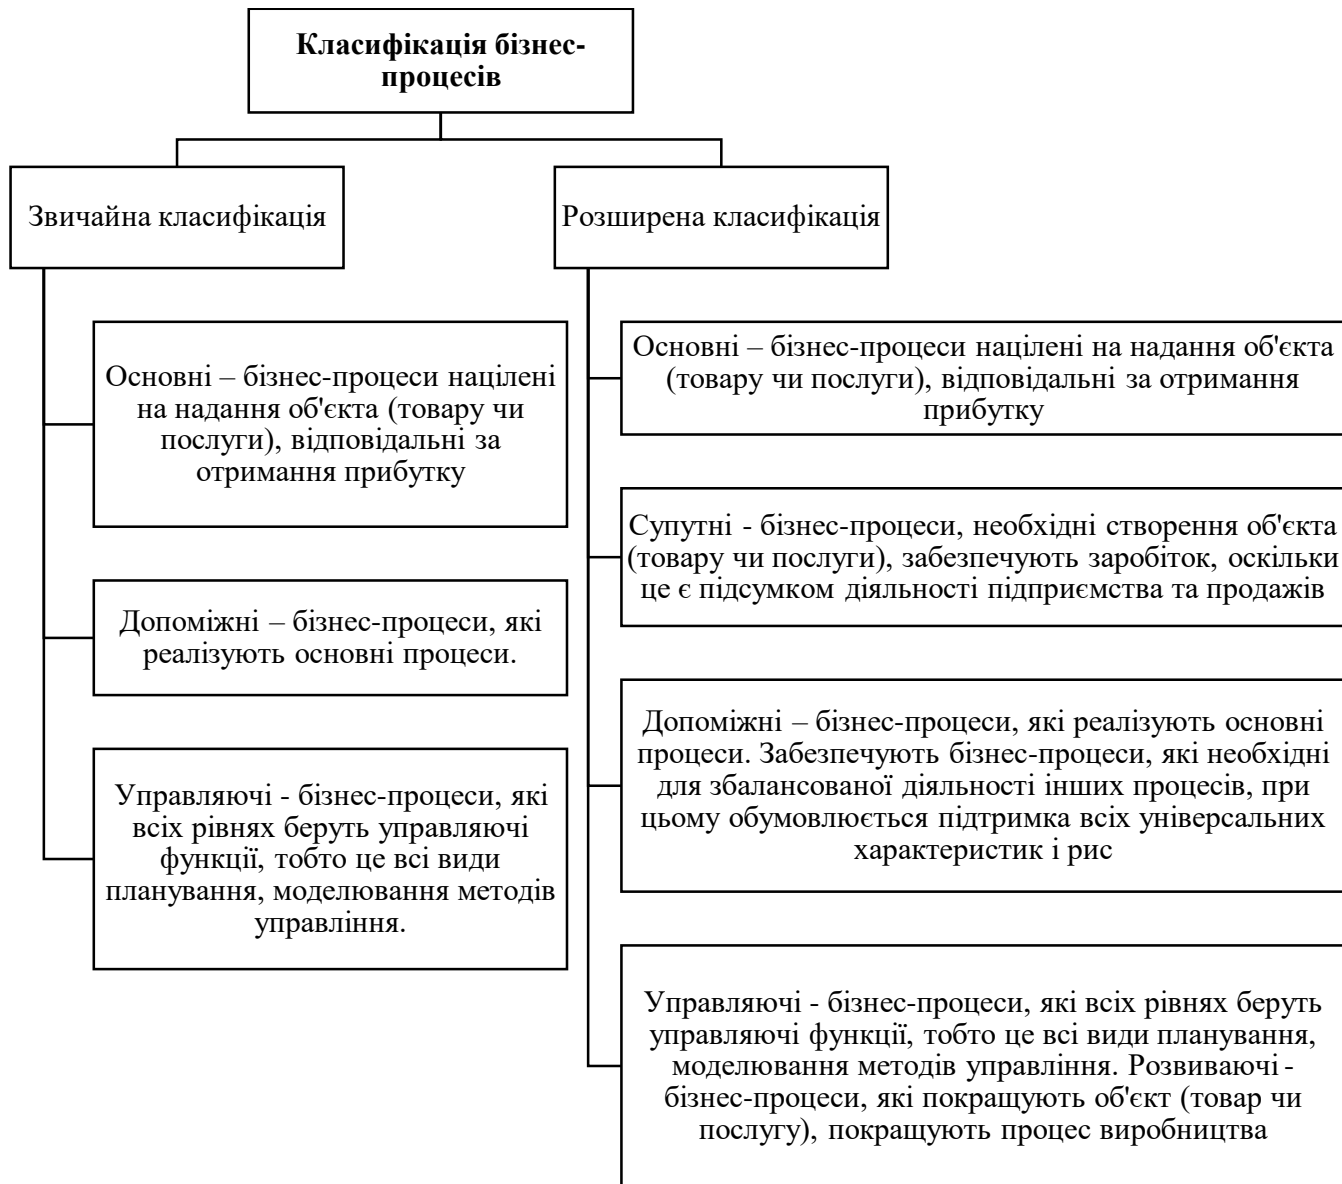 Класифікація бізнес-
процесів
Звичайна класифікація
Розширена класифікація
Основні – бізнес-процеси націлені
на надання об'єкта (товару чи
послуги), відповідальні за
отримання прибутку
Допоміжні – бізнес-процеси, які
реалізують основні процеси.
Управляючі - бізнес-процеси, які
всіх рівнях беруть управляючі
функції, тобто це всі види
планування, моделювання методів
управління.
Основні – бізнес-процеси націлені на надання об'єкта
(товару чи послуги), відповідальні за отримання
прибутку
Супутні - бізнес-процеси, необхідні створення об'єкта
(товару чи послуги), забезпечують заробіток, оскільки
це є підсумком діяльності підприємства та продажів
Допоміжні – бізнес-процеси, які реалізують основні
процеси. Забезпечують бізнес-процеси, які необхідні
для збалансованої діяльності інших процесів, при
цьому обумовлюється підтримка всіх універсальних
характеристик і рис
Управляючі - бізнес-процеси, які всіх рівнях беруть
управляючі функції, тобто це всі види планування,
моделювання методів управління. Розвиваючі -
бізнес-процеси, які покращують об'єкт (товар чи
послугу), покращують процес виробництва